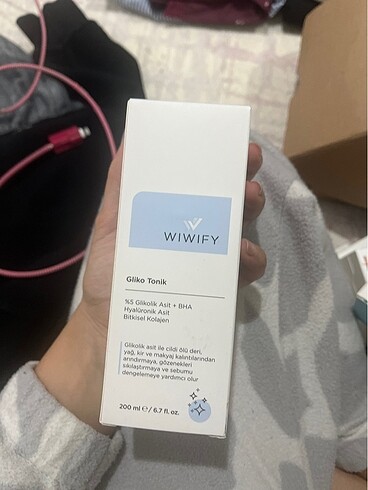 WIWIFY
Gliko Tonik
%5 Glikolik Asit + BHA
Hyalüronik Asit
Bitkisel Kolajen
Glikolik asit ile cildi ölü deri,
yağ, kir ve makyaj kalıntılarından
arındırmaya, gözenekleri
sıkılaştırmaya ve sebumu
dengelemeye yardımcı olur
200 ml ℮ / 6.7 fl. oz.